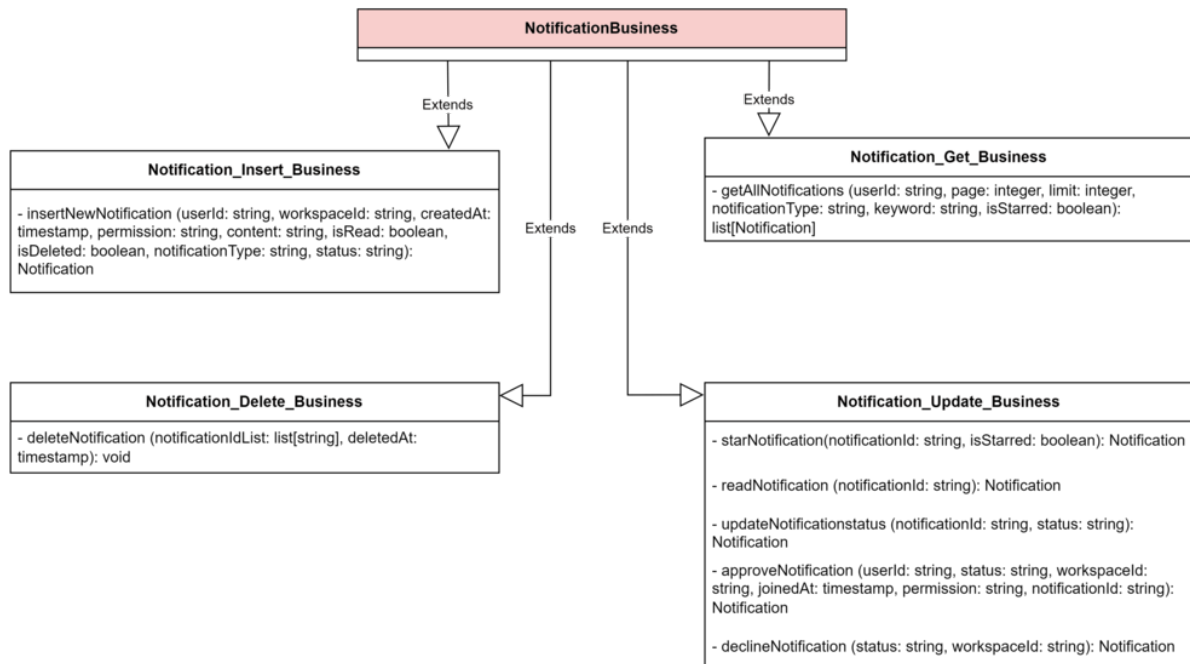 NotificationBusiness
Extends
Extends
Notification_Insert_Business
- insertNewNotification (userId: string, workspaceId: string, createdAt:
timestamp, permission: string, content: string, isRead: boolean,
isDeleted: boolean, notificationType: string, status: string):
Notification
Notification_Get_Business
- getAllNotifications (userId: string, page: integer, limit: integer,
notificationType: string, keyword: string, isStarred: boolean):
list[Notification]
Extends
Extends
Notification_Delete_Business
- deleteNotification (notificationIdList: list[string], deletedAt:
timestamp): void
Notification_Update_Business
- starNotification(notificationId: string, isStarred: boolean): Notification
- readNotification (notificationId: string): Notification
- updateNotificationstatus (notificationId: string, status: string):
Notification
- approveNotification (userId: string, status: string, workspaceId:
string, joinedAt: timestamp, permission: string, notificationId: string):
Notification
- declineNotification (status: string, workspaceId: string): Notification